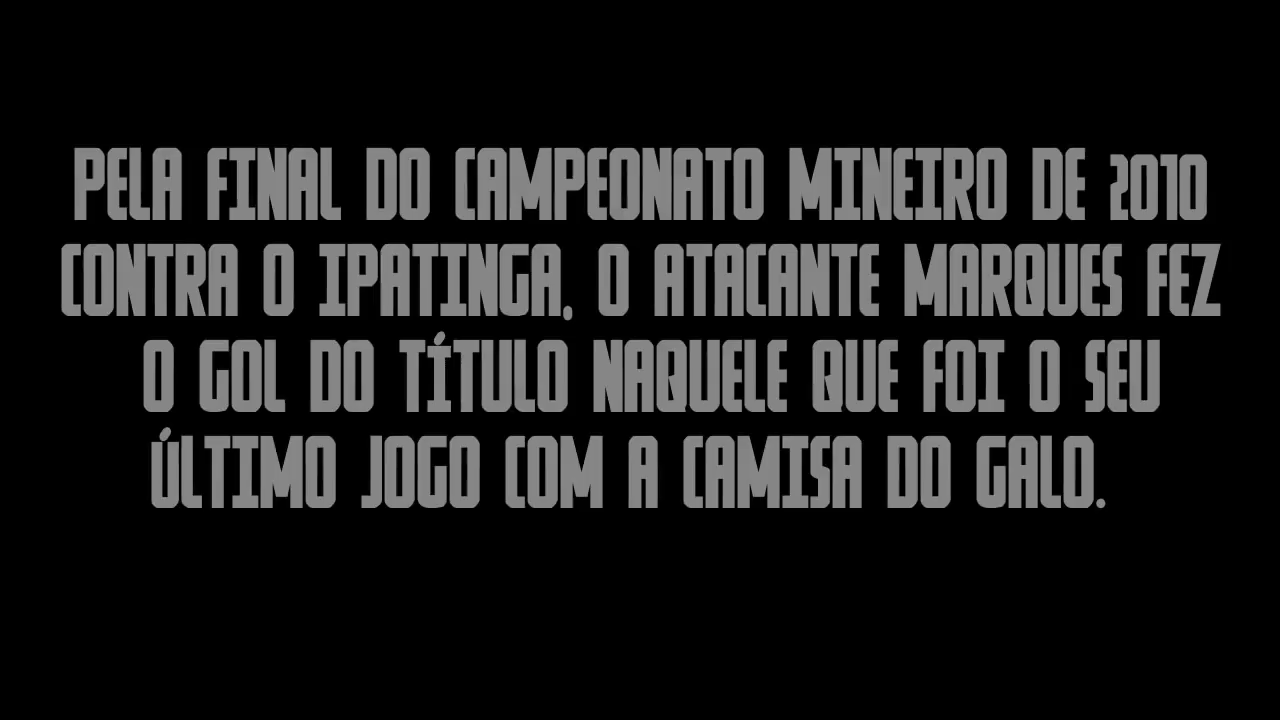 PELA FINAL DO CAMPEONATO MINEIRO DE 2010
CONTRA O IPATINGA, O ATACANTE MARQUES FEZ
O GOL DO TÍTULO NAQUELE QUE FOI O SEU
ÚLTIMO JOGO COM A CAMISA DO GALO.